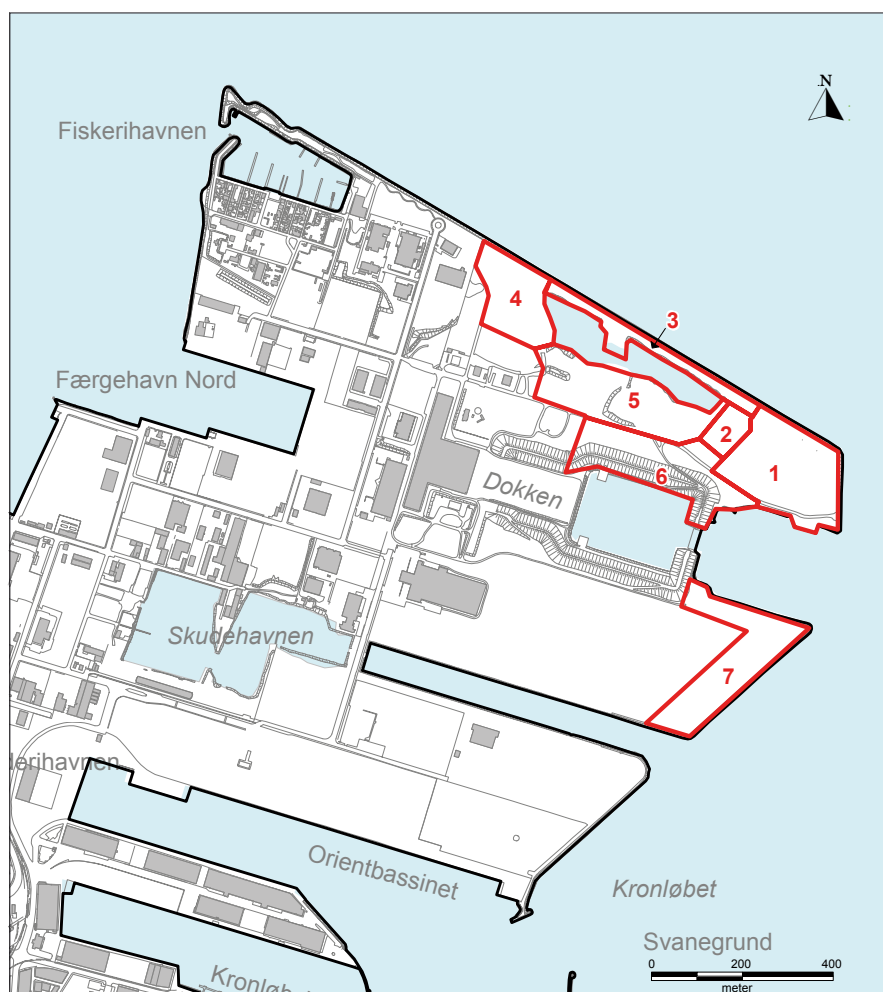 N
Fiskerihavnen
4
3
Færgehavn Nord
5
2
1
6
Dokken
Skudehavnen
7
derihavnen
Orientbassinet
Kronløbet
Svanegrund
0 200 400
meter